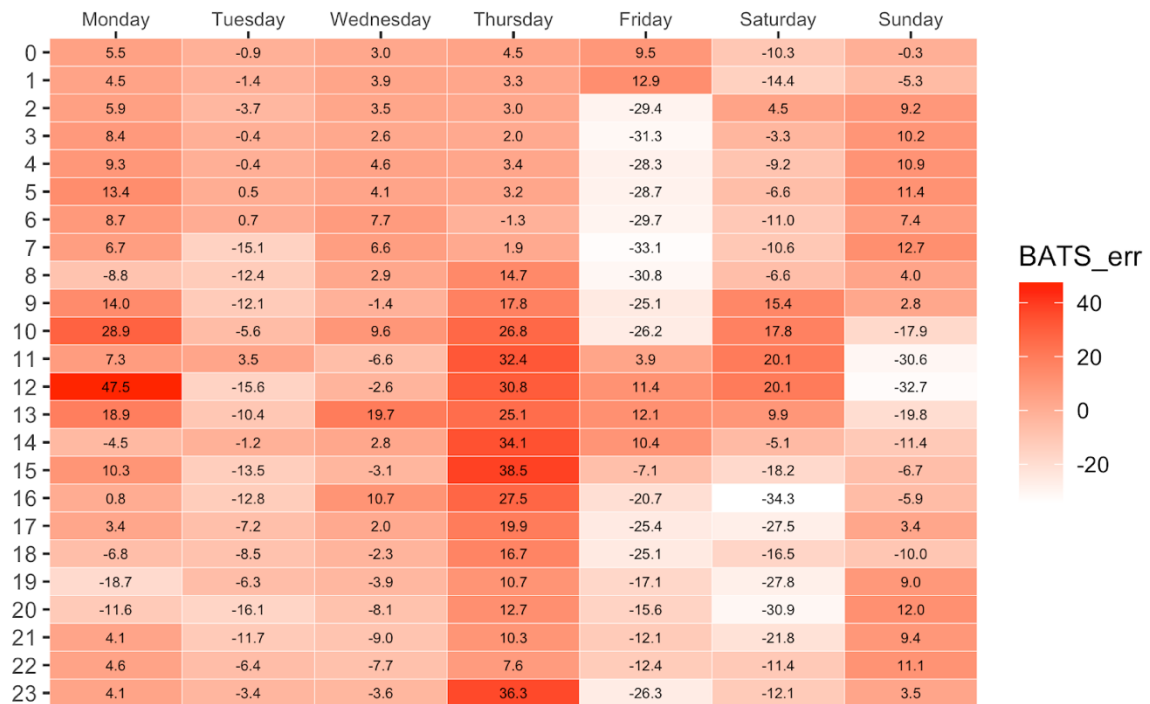 Monday Tuesday Wednesday Thursday Friday Saturday Sunday
0 5.5 -0.9 3.0 4.5 9.5 -10.3 -0.3
1 4.5 -1.4 3.9 3.3 12.9 -14.4 -5.3
2 5.9 -3.7 3.5 3.0 -29.4 4.5 9.2
3 8.4 -0.4 2.6 2.0 -31.3 -3.3 10.2
4 9.3 -0.4 4.6 3.4 -28.3 -9.2 10.9
5 13.4 0.5 4.1 3.2 -28.7 -6.6 11.4
6 8.7 0.7 7.7 -1.3 -29.7 -11.0 7.4
7 6.7 -15.1 6.6 1.9 -33.1 -10.6 12.7
8 -8.8 -12.4 2.9 14.7 -30.8 -6.6 4.0
9 14.0 -12.1 -1.4 17.8 -25.1 15.4 2.8
10 28.9 -5.6 9.6 26.8 -26.2 17.8 -17.9
11 7.3 3.5 -6.6 32.4 3.9 20.1 -30.6
12 47.5 -15.6 -2.6 30.8 11.4 20.1 -32.7
13 18.9 -10.4 19.7 25.1 12.1 9.9 -19.8
14 -4.5 -1.2 2.8 34.1 10.4 -5.1 -11.4
15 10.3 -13.5 -3.1 38.5 -7.1 -18.2 -6.7
16 0.8 -12.8 10.7 27.5 -20.7 -34.3 -5.9
17 3.4 -7.2 2.0 19.9 -25.4 -27.5 3.4
18 -6.8 -8.5 -2.3 16.7 -25.1 -16.5 -10.0
19 -18.7 -6.3 -3.9 10.7 -17.1 -27.8 9.0
20 -11.6 -16.1 -8.1 12.7 -15.6 -30.9 12.0
21 4.1 -11.7 -9.0 10.3 -12.1 -21.8 9.4
22 4.6 -6.4 -7.7 7.6 -12.4 -11.4 11.1
23 4.1 -3.4 -3.6 36.3 -26.3 -12.1 3.5
BATS_err
40
20
0
-20